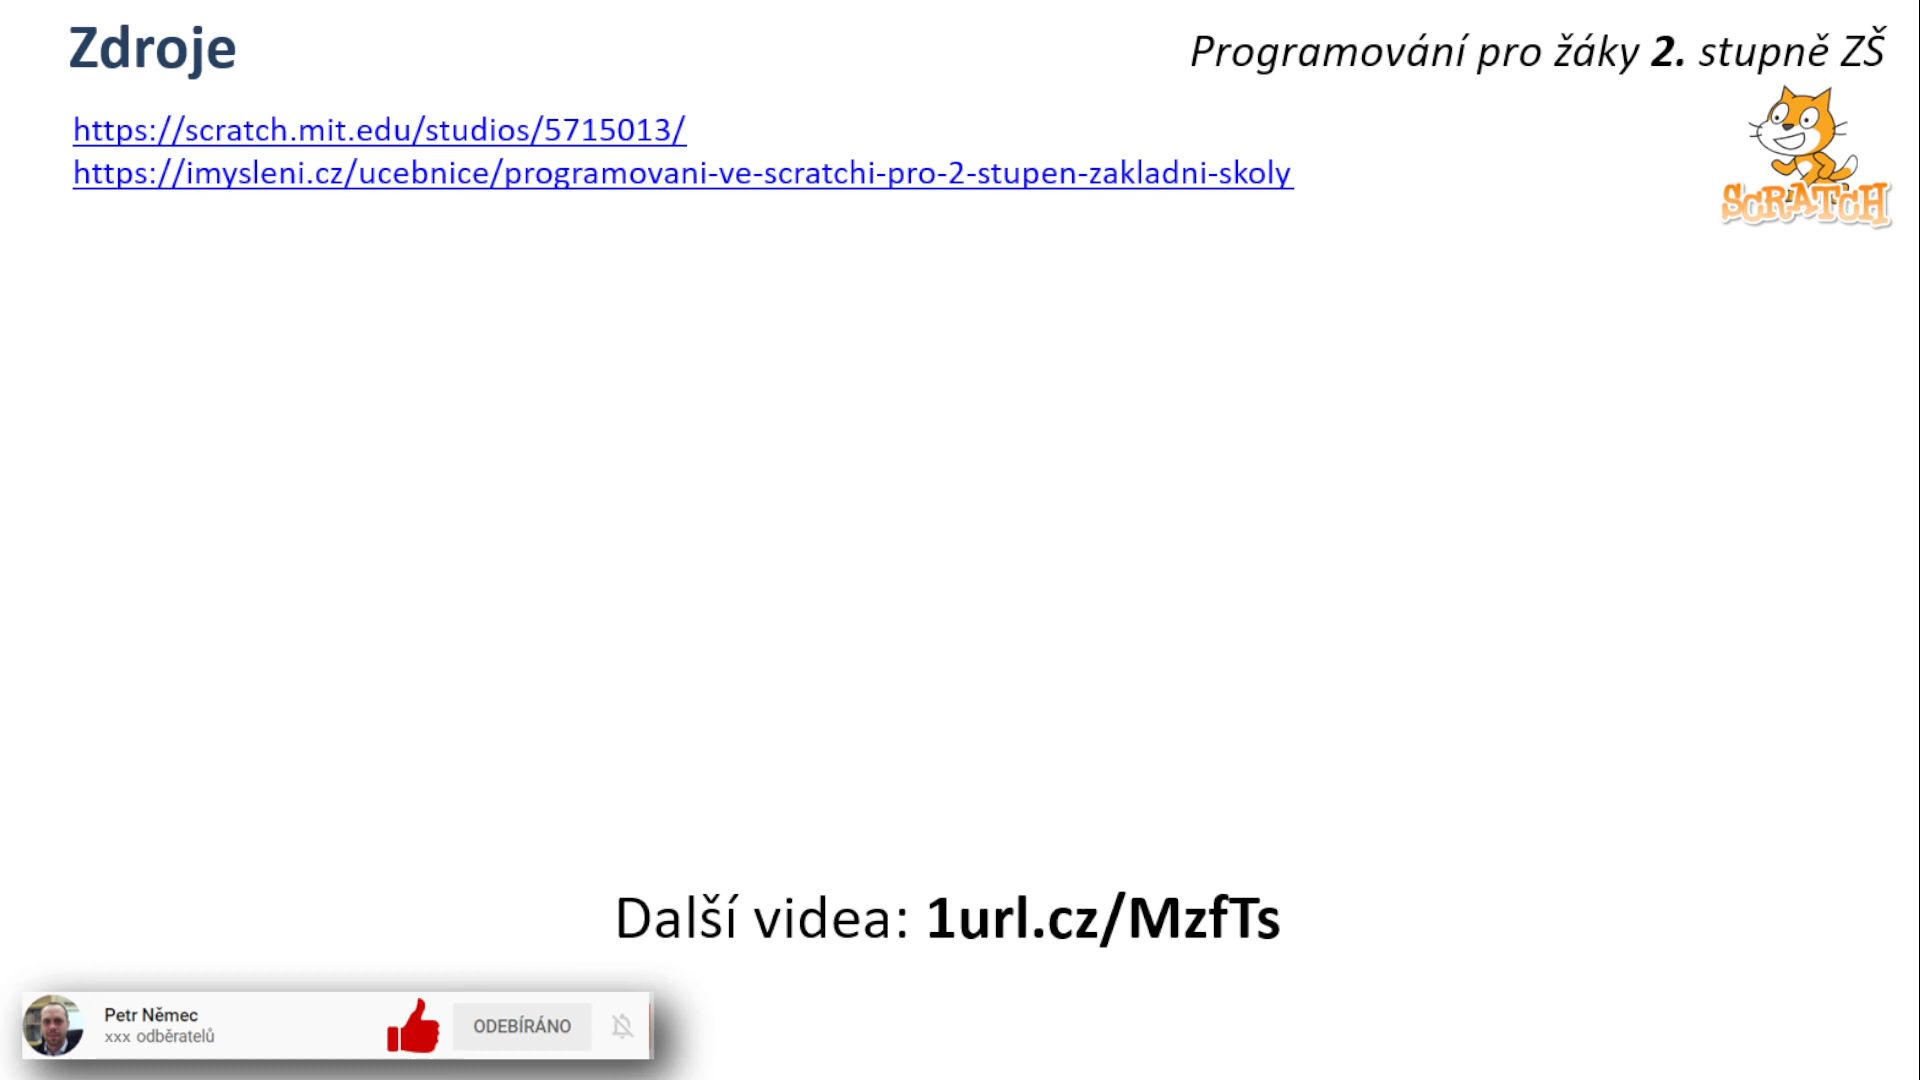 Zdroje
Programování pro žáky 2. stupně ZŠ
https://scratch.mit.edu/studios/5715013/
https://imysleni.cz/ucebnice/programovani-ve-scratchi-pro-2-stupen-zakladni-skoly
SCRATCH
Další videa: 1url.cz/MzfTs
Petr Němec
xxx odběratelů
ODEBÍRÁNO